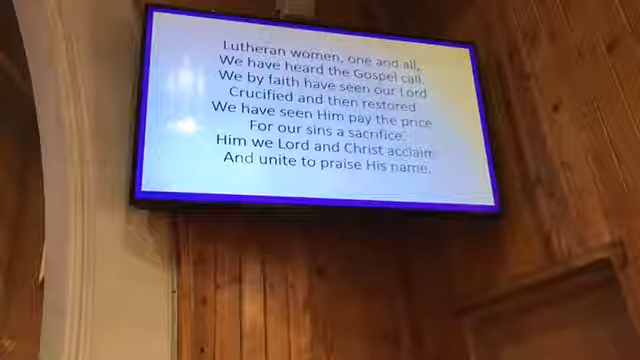 Lutheran women, one and all,
We have heard the Gospel call.
We by faith have seen our Lord
Crucified and then restored
We have seen Him pay the price
For our sins a sacrifice.
Him we Lord and Christ acclaim
And unite to praise His name.